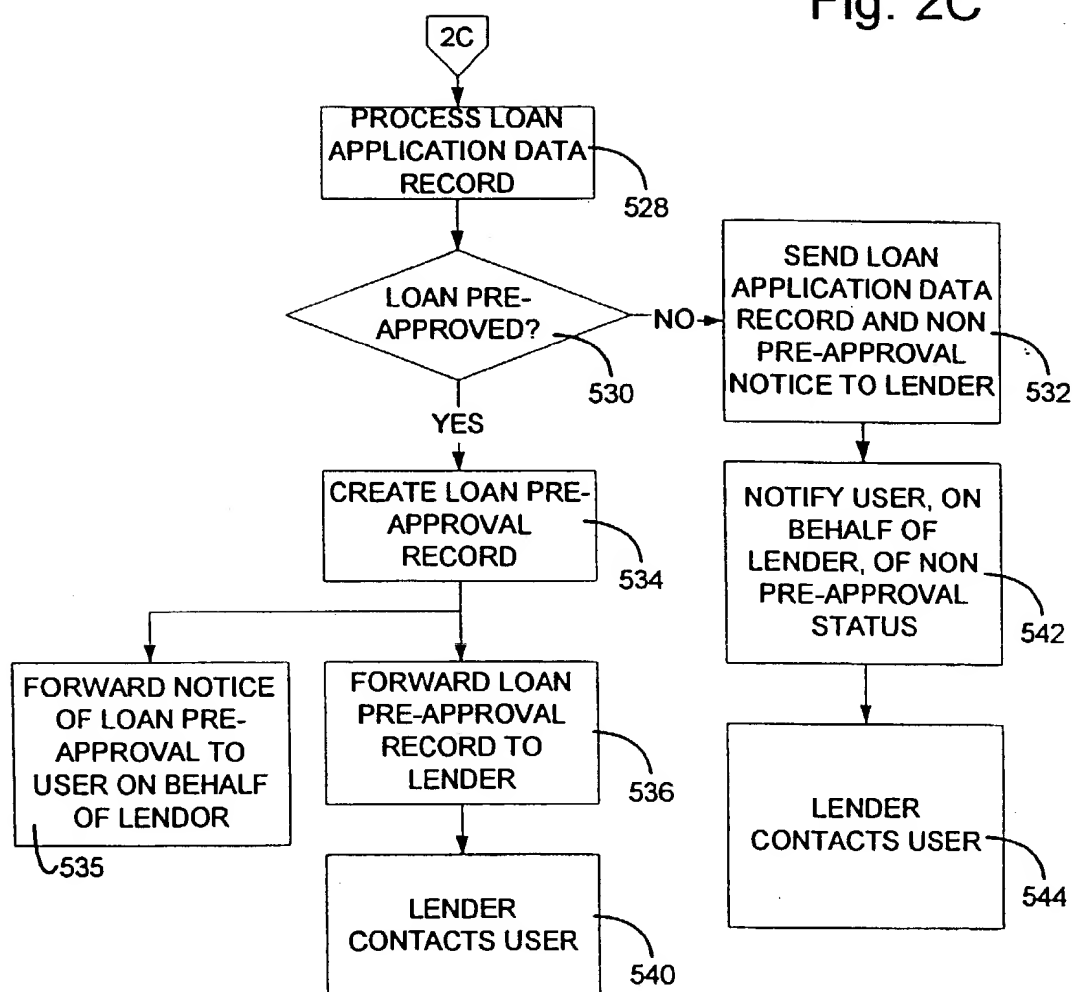 Fig. 2C
2C
PROCESS LOAN
APPLICATION DATA
RECORD
528
LOAN PRE-
APPROVED?
530
NO
SEND LOAN
APPLICATION DATA
RECORD AND NON
PRE-APPROVAL
NOTICE TO LENDER
532
YES
CREATE LOAN PRE-
APPROVAL
RECORD
534
NOTIFY USER, ON
BEHALF OF
LENDER, OF NON
PRE-APPROVAL
STATUS
542
FORWARD NOTICE
OF LOAN PRE-
APPROVAL TO
USER ON BEHALF
OF LENDOR
535
FORWARD LOAN
PRE-APPROVAL
RECORD TO
LENDER
536
LENDER
CONTACTS USER
544
LENDER
CONTACTS USER
540